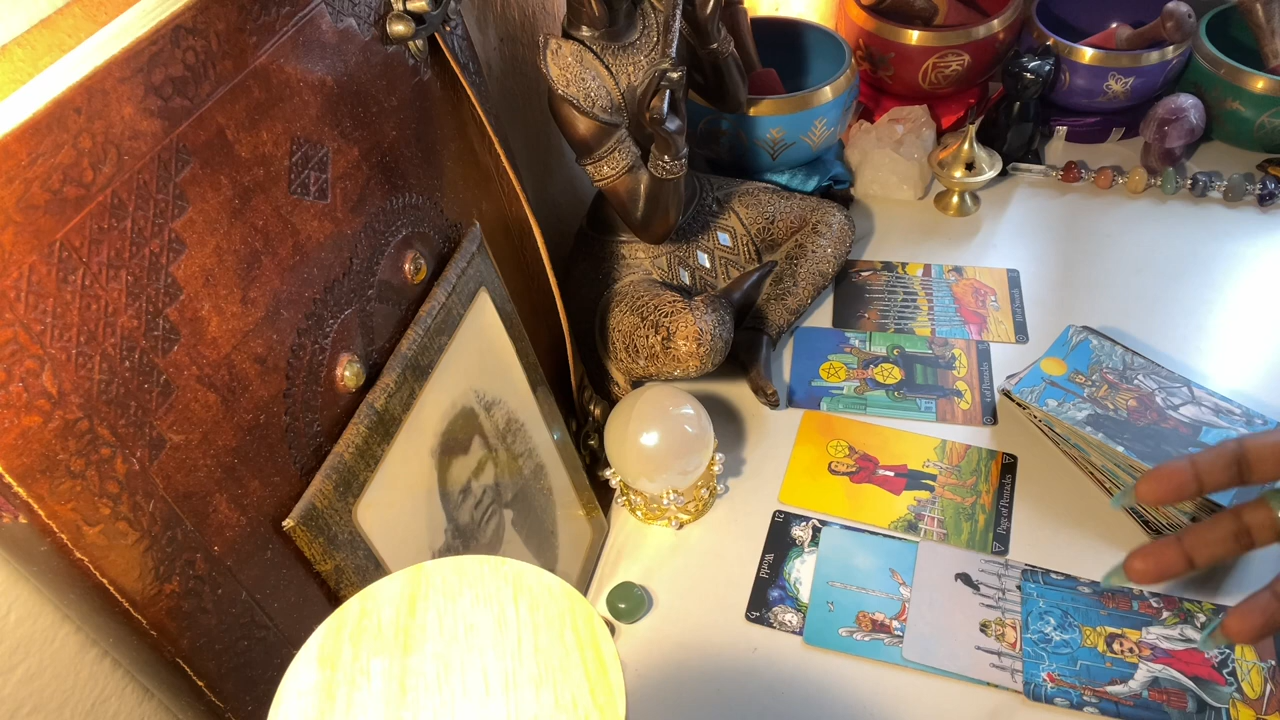 10 of Swords
4 of Pentacles
Page of Pentacles
21
World